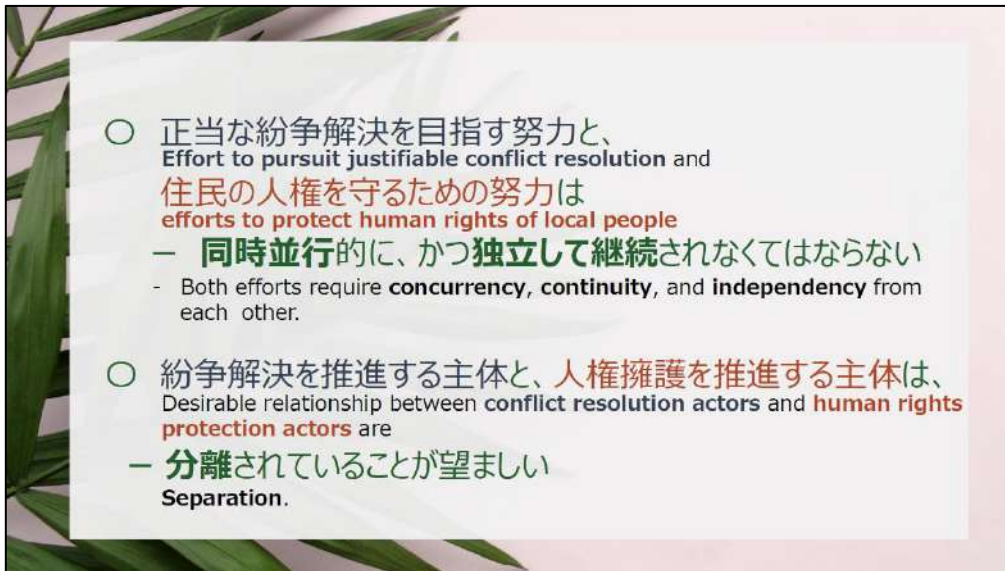 ○ 正当な紛争解決を目指す努力と、
Effort to pursuit justifiable conflict resolution and
住民の人権を守るための努力は
efforts to protect human rights of local people
－ 同時並行的に、かつ独立して継続されなくてはならない
- Both efforts require concurrency, continuity, and independency from
each other.
○ 紛争解決を推進する主体と、人権擁護を推進する主体は、
Desirable relationship between conflict resolution actors and human rights
protection actors are
－ 分離されていることが望ましい
Separation.